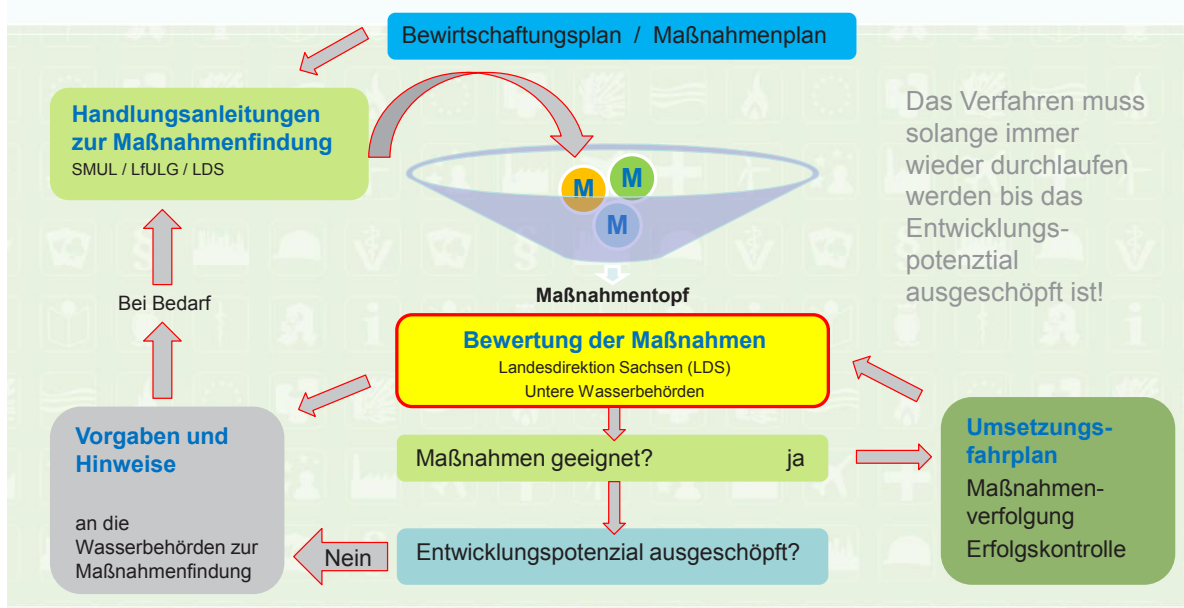 Bewirtschaftungsplan / Maßnahmenplan
Handlungsanleitungen
zur Maßnahmenfindung
SMUL / LfULG / LDS
M
M
M
Das Verfahren muss
solange immer
wieder durchlaufen
werden bis das
Entwicklungs-
potenztial
ausgeschöpft ist!
Bei Bedarf
Maßnahmentopf
Bewertung der Maßnahmen
Landesdirektion Sachsen (LDS)
Untere Wasserbehörden
Vorgaben und
Hinweise
an die
Wasserbehörden zur
Maßnahmenfindung
Maßnahmen geeignet? ja
Umsetzungs-
fahrplan
Maßnahmen-
verfolgung
Erfolgskontrolle
Nein
Entwicklungspotenzial ausgeschöpft?